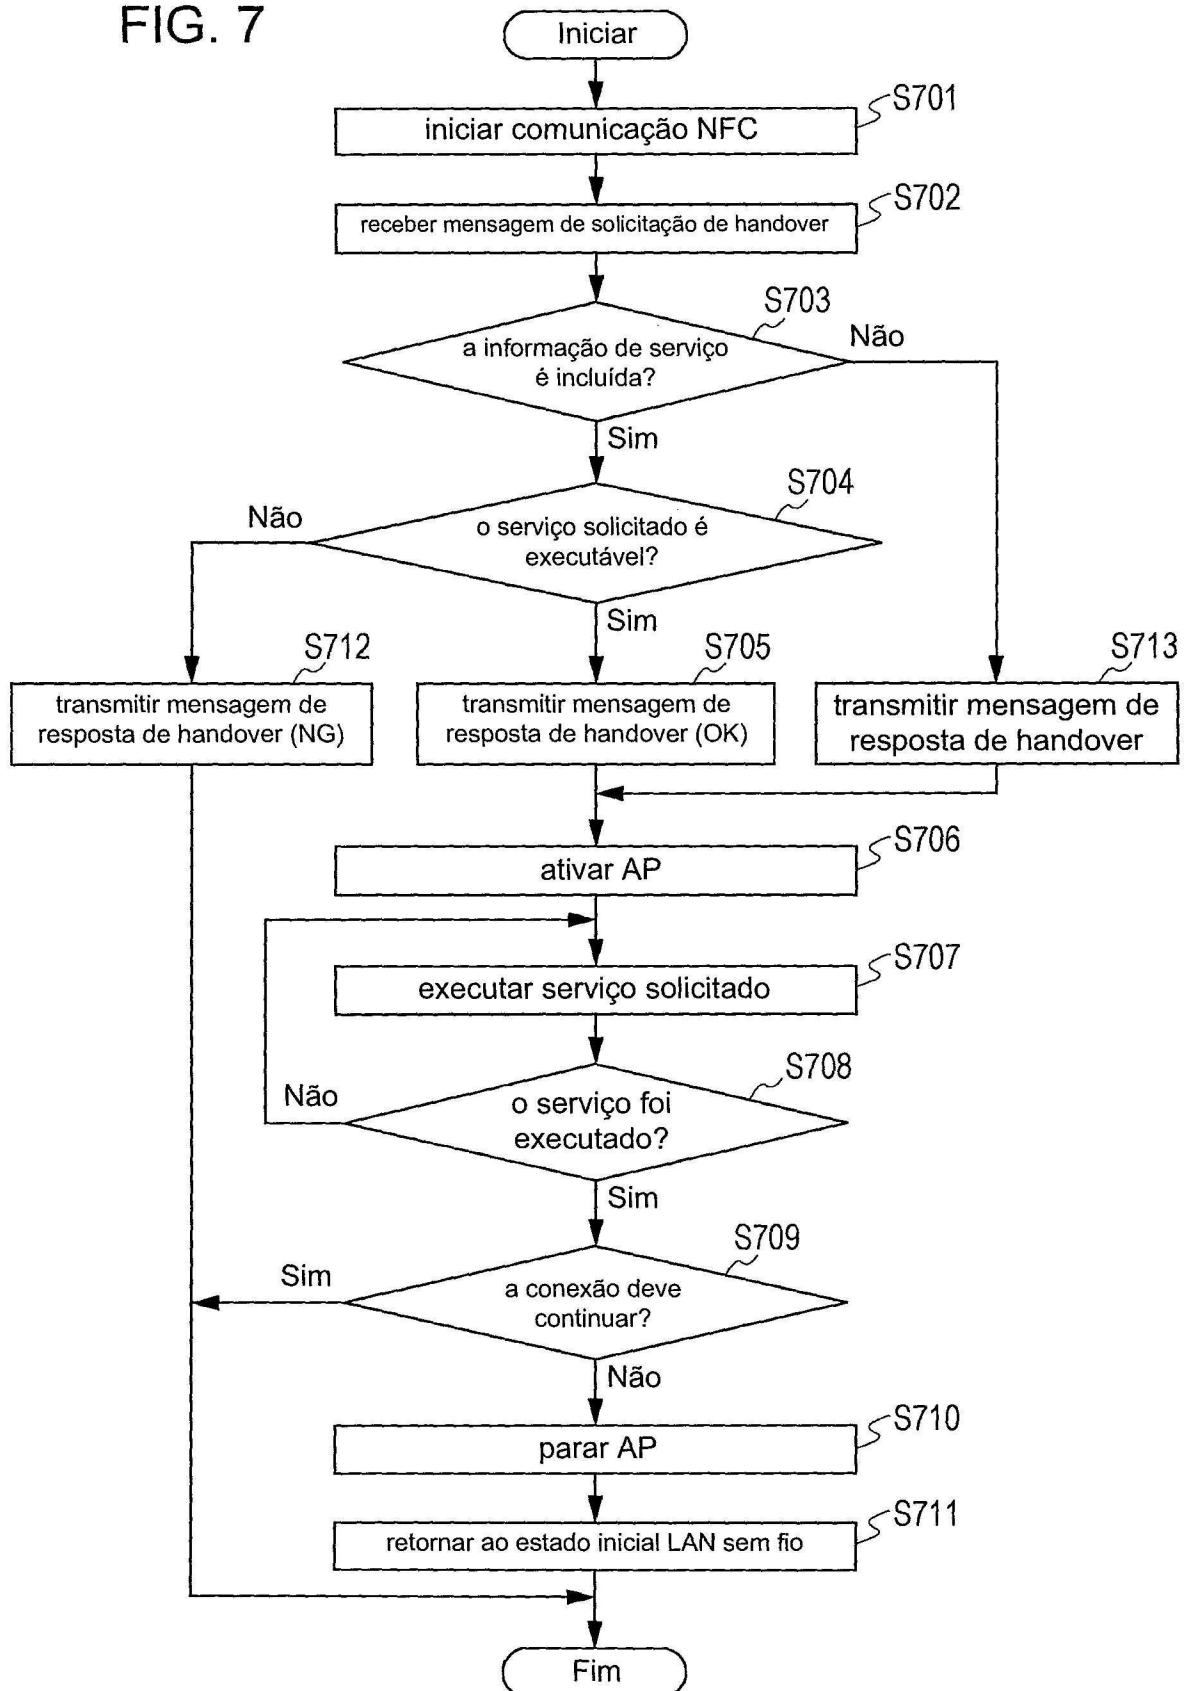 FIG. 7
Iniciar
S701
iniciar comunicação NFC
S702
receber mensagem de solicitação de handover
S703
a informação de serviço
é incluída?
Não
Sim
S704
o serviço solicitado é
executável?
Não
Sim
S712
transmitir mensagem de
resposta de handover (NG)
S705
transmitir mensagem de
resposta de handover (OK)
S713
transmitir mensagem de
resposta de handover
S706
ativar AP
S707
executar serviço solicitado
S708
o serviço foi
executado?
Não
Sim
S709
a conexão deve
continuar?
Sim
Não
S710
parar AP
S711
retornar ao estado inicial LAN sem fio
Fim